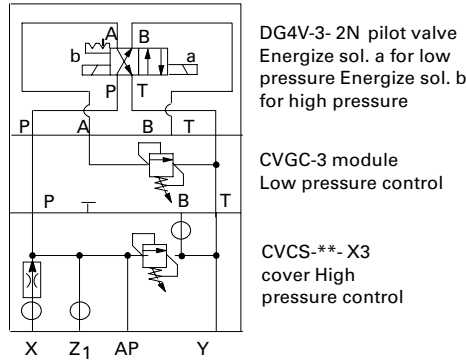 A B
b a
P T
DG4V-3- 2N pilot valve
Energize sol. a for low
pressure Energize sol. b
for high pressure
P A B T
CVGC-3 module
Low pressure control
P B T
CVCS-**- X3
cover High
pressure control
X Z1 AP Y